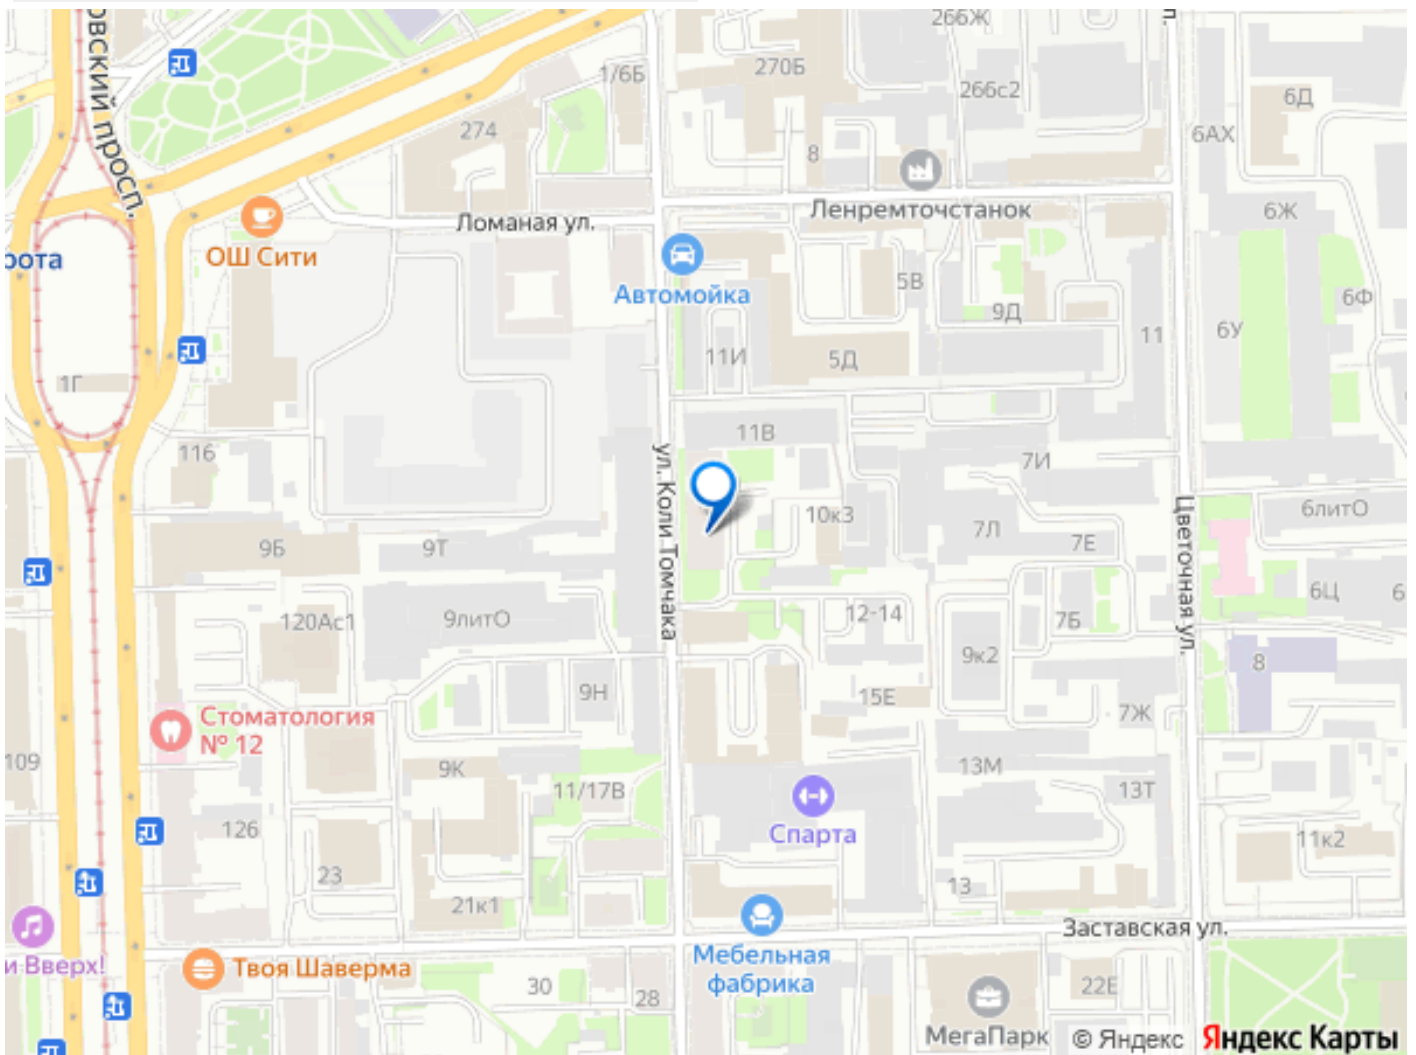 266Ж
п.
овский просп.
1/6Б
270Б
266с2
6Д
274
6АХ
8
Ленремточстанок
6Ж
Ломаная ул.
ОШ Сити
рота
Автомойка
5В
9Д
6Ф
6У
11
11И
5Д
1Г
11В
116
7И
ул. Коли Томчака
10к3
7Л
7Е
6литО
Цветочная ул.
9Б
9Т
6Ц
6
120Ас1
9литО
12-14
7Б
9к2
8
9Н
15Е
7Ж
Стоматология
№ 12
109
9К
13М
11/17В
13Т
Спарта
126
11к2
23
13
21к1
Заставская ул.
и Вверх!
Твоя Шаверма
Мебельная
фабрика
30
28
22Е
МегаПарк
© Яндекс
Яндекс Карты